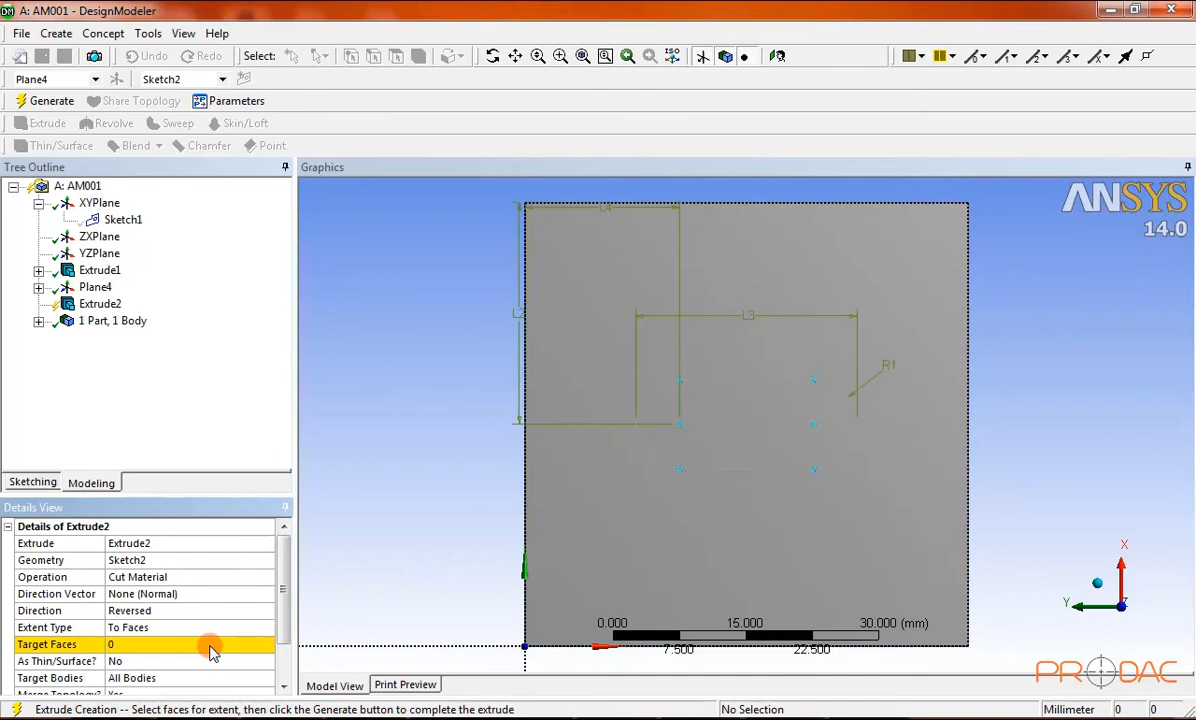 A: AM001 - DesignModeler
File Create Concept Tools View Help
Undo Redo Select:
Plane4 Sketch2
Generate Share Topology Parameters
Extrude Revolve Sweep Skin/Loft
Thin/Surface Blend Chamfer Point
Tree Outline
Graphics
A: AM001
XYPlane
Sketch1
ZXPlane
YZPlane
Extrude1
Plane4
Extrude2
1 Part, 1 Body
Sketching Modeling
Details View
Details of Extrude2
Extrude Extrude2
Geometry Sketch2
Operation Cut Material
Direction Vector None (Normal)
Direction Reversed
Extent Type To Faces
Target Faces 0
As Thin/Surface? No
Target Bodies All Bodies
Merge Topology? Yes
ANSYS
14.0
L4
L2
L3
R1
0.000 15.000 30.000 (mm)
7.500 22.500
X
Y
Z
PRODAC
Model View Print Preview
Extrude Creation -- Select faces for extent, then click the Generate button to complete the extrude
No Selection
Millimeter 0 0